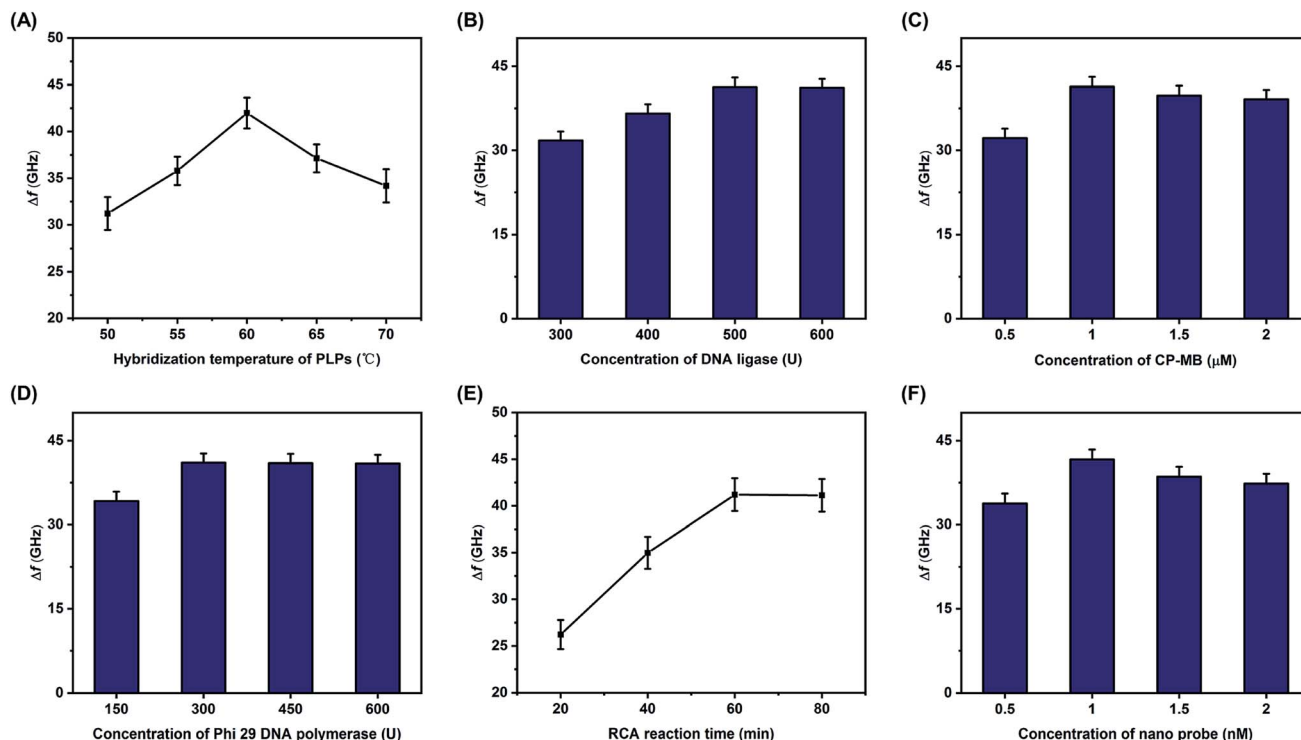 (A)
50
45
40
35
30
25
20
Δf (GHz)
50 55 60 65 70
Hybridization temperature of PLPs (℃)
(B)
45
30
15
0
Δf (GHz)
300 400 500 600
Concentration of DNA ligase (U)
(C)
45
30
15
0
Δf (GHz)
0.5 1 1.5 2
Concentration of CP-MB (μM)
(D)
45
30
15
0
Δf (GHz)
150 300 450 600
Concentration of Phi 29 DNA polymerase (U)
(E)
50
45
40
35
30
25
20
Δf (GHz)
20 40 60 80
RCA reaction time (min)
(F)
45
30
15
0
Δf (GHz)
0.5 1 1.5 2
Concentration of nano probe (nM)